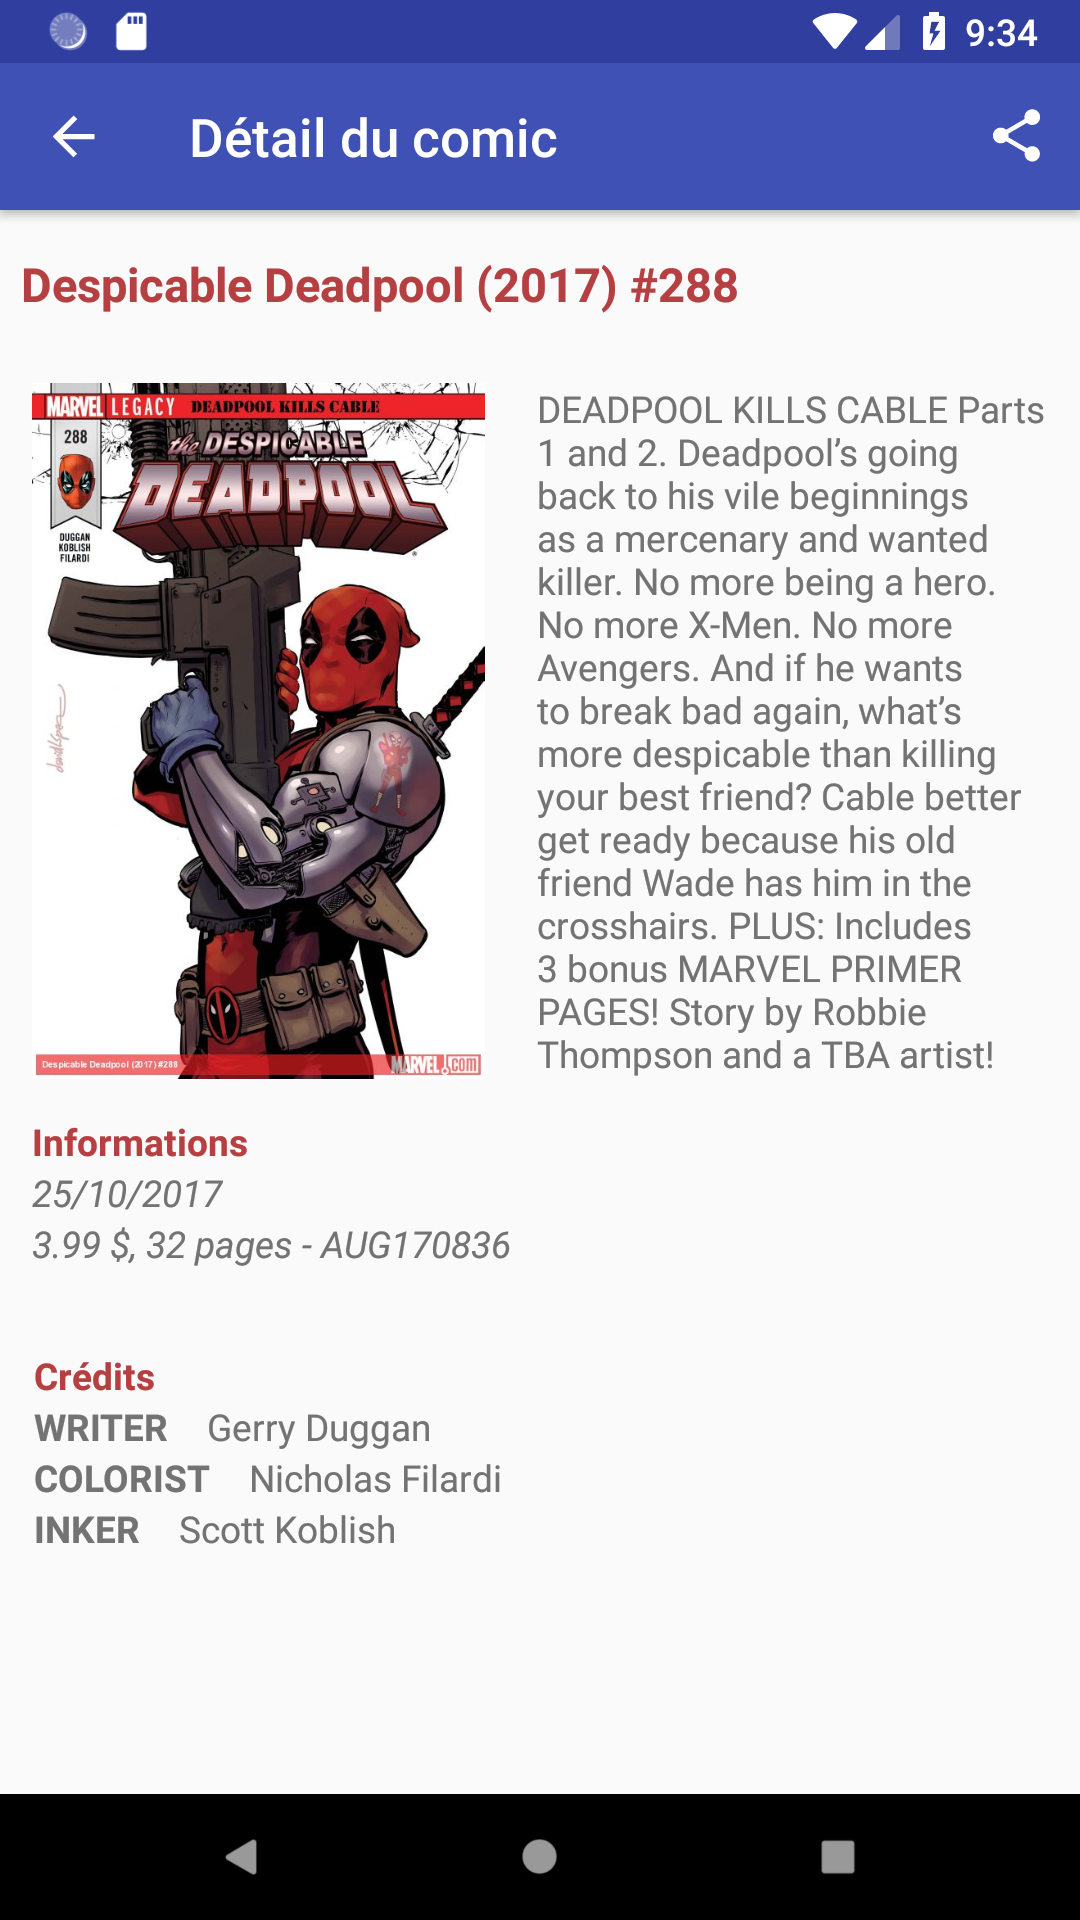 9:34
Détail du comic
Despicable Deadpool (2017) #288
MARVEL LEGACY DEADPOOL KILLS CABLE
288
the DESPICABLE
DEADPOOL
DUGGAN
KOBLISH
FILARDI
Despicable Deadpool (2017) #288
MARVEL.COM
DEADPOOL KILLS CABLE Parts
1 and 2. Deadpool’s going
back to his vile beginnings
as a mercenary and wanted
killer. No more being a hero.
No more X-Men. No more
Avengers. And if he wants
to break bad again, what’s
more despicable than killing
your best friend? Cable better
get ready because his old
friend Wade has him in the
crosshairs. PLUS: Includes
3 bonus MARVEL PRIMER
PAGES! Story by Robbie
Thompson and a TBA artist!
Informations
25/10/2017
3.99 $, 32 pages - AUG170836
Crédits
WRITER Gerry Duggan
COLORIST Nicholas Filardi
INKER Scott Koblish